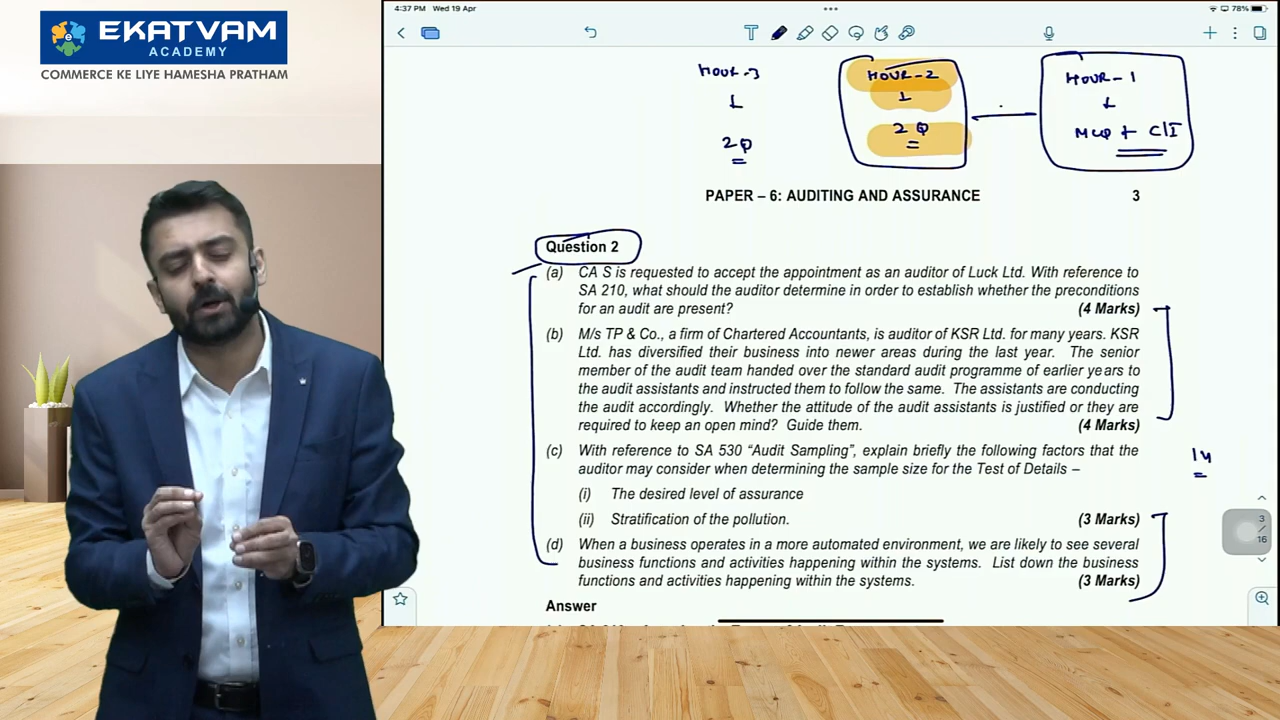 EKATVAM
ACADEMY
COMMERCE KE LIYE HAMESHA PRATHAM
4:37 PM Wed 19 Apr
78%
HOUR-3
2Q
HOUR-2
2 Q
HOUR-1
MCQ + C/I
PAPER – 6: AUDITING AND ASSURANCE 3
Question 2
(a) CA S is requested to accept the appointment as an auditor of Luck Ltd. With reference to
SA 210, what should the auditor determine in order to establish whether the preconditions
for an audit are present? (4 Marks)
(b) M/s TP & Co., a firm of Chartered Accountants, is auditor of KSR Ltd. for many years. KSR
Ltd. has diversified their business into newer areas during the last year. The senior
member of the audit team handed over the standard audit programme of earlier years to
the audit assistants and instructed them to follow the same. The assistants are conducting
the audit accordingly. Whether the attitude of the audit assistants is justified or they are
required to keep an open mind? Guide them. (4 Marks)
(c) With reference to SA 530 “Audit Sampling”, explain briefly the following factors that the
auditor may consider when determining the sample size for the Test of Details –
(i) The desired level of assurance
(ii) Stratification of the pollution. (3 Marks)
(d) When a business operates in a more automated environment, we are likely to see several
business functions and activities happening within the systems. List down the business
functions and activities happening within the systems. (3 Marks)
14
3
/
16
Answer